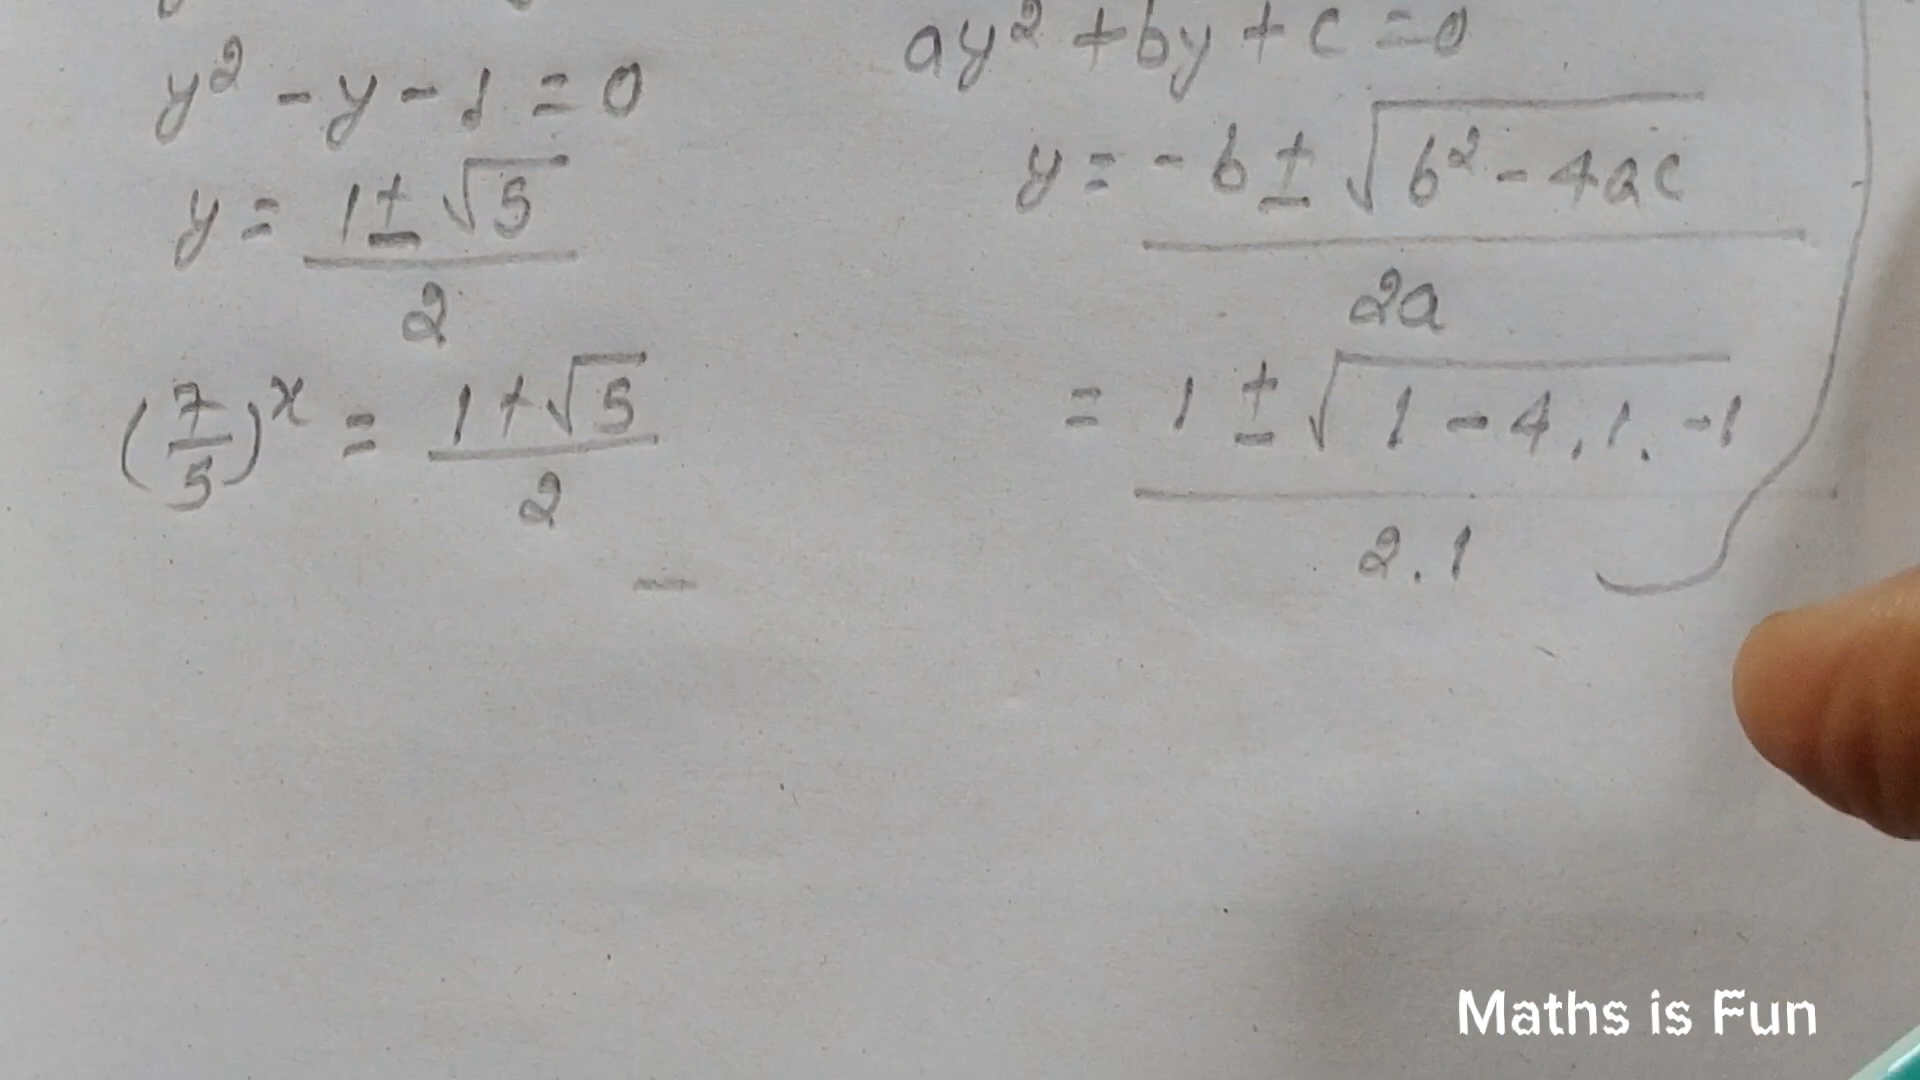 y² - y - 1 = 0
y = 1 ± √5
2
(7/5)^x = 1 + √5
2
ay² + by + c = 0
y = - b ± √b² - 4ac
2a
= 1 ± √1 - 4 . 1 . -1
2 . 1
Maths is Fun